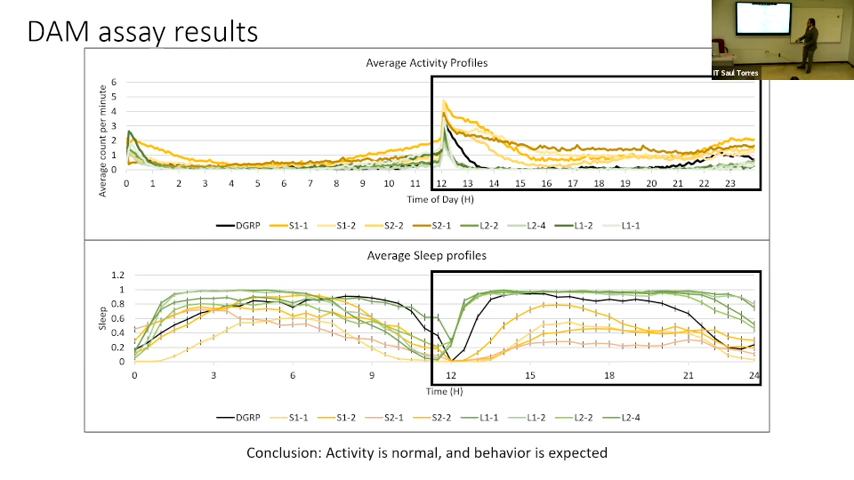 DAM assay results
IT Saul Torres
Average Activity Profiles
Average count per minute
6
5
4
3
2
1
0
0 1 2 3 4 5 6 7 8 9 10 11 12 13 14 15 16 17 18 19 20 21 22 23
Time of Day (H)
DGRP S1-1 S1-2 S2-2 S2-1 L2-2 L2-4 L1-2 L1-1
Average Sleep profiles
Sleep
1.2
1
0.8
0.6
0.4
0.2
0
0 3 6 9 12 15 18 21 24
Time (H)
DGRP S1-1 S1-2 S2-1 S2-2 L1-1 L1-2 L2-2 L2-4
Conclusion: Activity is normal, and behavior is expected